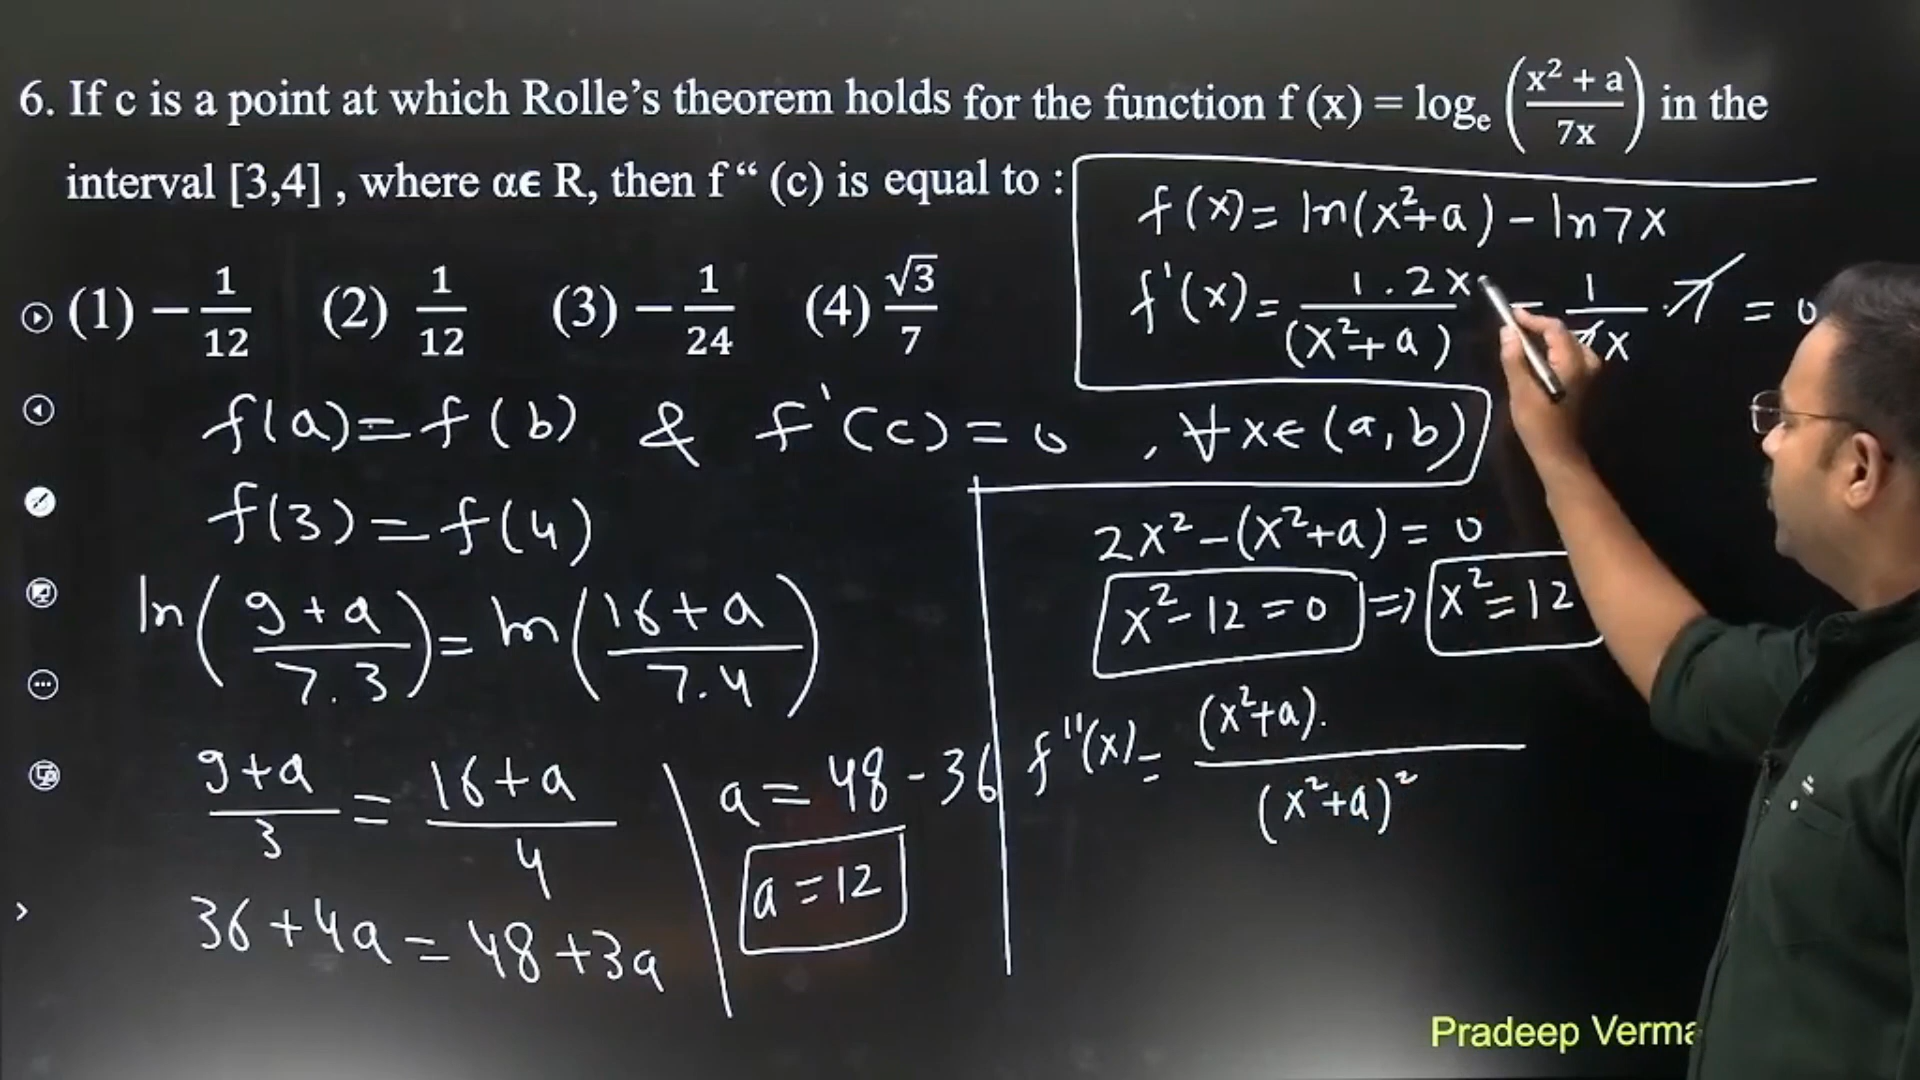 6. If c is a point at which Rolle’s theorem holds for the function f (x) = logₑ ((x² + a)/7x) in the
interval [3,4] , where αϵ R, then f “ (c) is equal to :
(1) − 1/12 (2) 1/12 (3) − 1/24 (4) √3/7
f(x) = ln(x²+a) - ln7x
f'(x) = 1.2x/(x²+a) - 1/7x . 7 = 0
f(a) = f(b) & f'(c) = 0 , ∀ x ∈ (a,b)
f(3) = f(4)
ln((9+a)/7.3) = ln((16+a)/7.4)
(9+a)/3 = (16+a)/4
36+4a = 48+3a
a = 48-36
a = 12
2x² - (x²+a) = 0
x²-12 = 0 => x² = 12
f''(x) = (x²+a). / (x²+a)²
Pradeep Verma